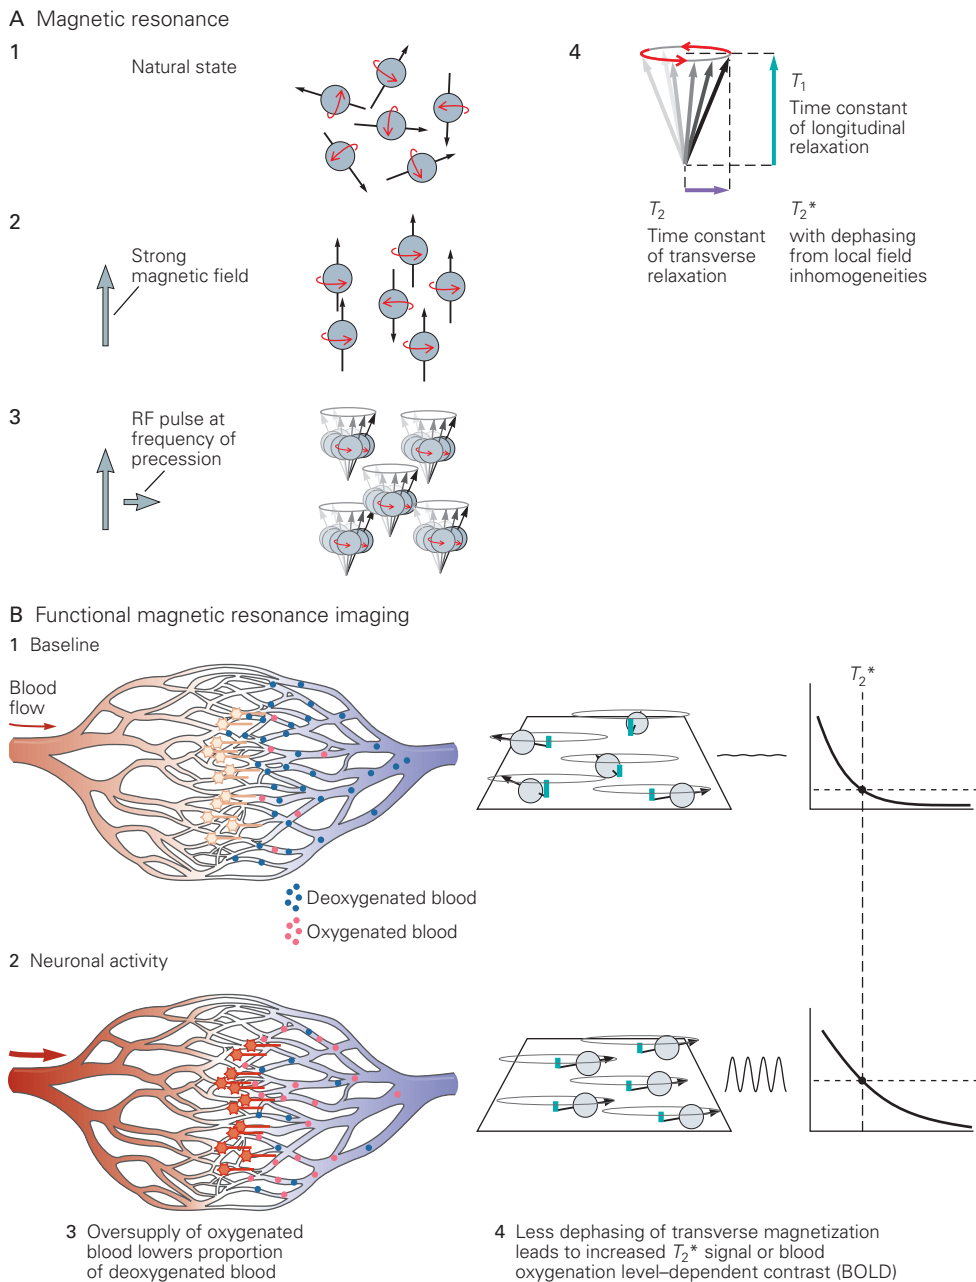 A Magnetic resonance
1
Natural state
2
Strong
magnetic field
3
RF pulse at
frequency of
precession
4
T1
Time constant
of longitudinal
relaxation
T2
Time constant
of transverse
relaxation
T2*
with dephasing
from local field
inhomogeneities
B Functional magnetic resonance imaging
1 Baseline
Blood
flow
T2*
Deoxygenated blood
Oxygenated blood
2 Neuronal activity
3 Oversupply of oxygenated
blood lowers proportion
of deoxygenated blood
4 Less dephasing of transverse magnetization
leads to increased T2* signal or blood
oxygenation level–dependent contrast (BOLD)